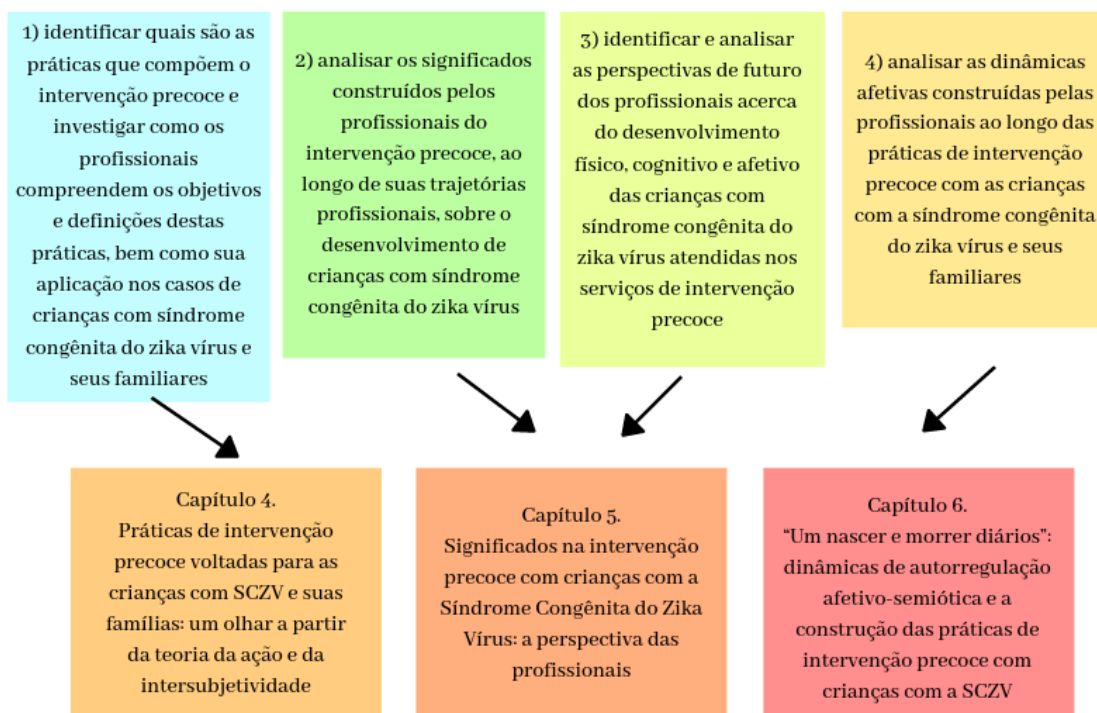 1) identificar quais são as
práticas que compõem o
intervenção precoce e
investigar como os
profissionais
compreendem os objetivos
e definições destas
práticas, bem como sua
aplicação nos casos de
crianças com síndrome
congênita do zika vírus e
seus familiares
2) analisar os significados
construídos pelos
profissionais do
intervenção precoce, ao
longo de suas trajetórias
profissionais, sobre o
desenvolvimento de
crianças com síndrome
congênita do zika vírus
3) identificar e analisar
as perspectivas de futuro
dos profissionais acerca
do desenvolvimento
físico, cognitivo e afetivo
das crianças com
síndrome congênita do
zika vírus atendidas nos
serviços de intervenção
precoce
4) analisar as dinâmicas
afetivas construídas pelas
profissionais ao longo das
práticas de intervenção
precoce com as crianças
com a síndrome congênita
do zika vírus e seus
familiares
Capítulo 4.
Práticas de intervenção
precoce voltadas para as
crianças com SCZV e suas
famílias: um olhar a partir
da teoria da ação e da
intersubjetividade
Capítulo 5.
Significados na intervenção
precoce com crianças com a
Síndrome Congênita do Zika
Vírus: a perspectiva das
profissionais
Capítulo 6.
“Um nascer e morrer diários”:
dinâmicas de autorregulação
afetivo-semiótica e a
construção das práticas de
intervenção precoce com
crianças com a SCZV